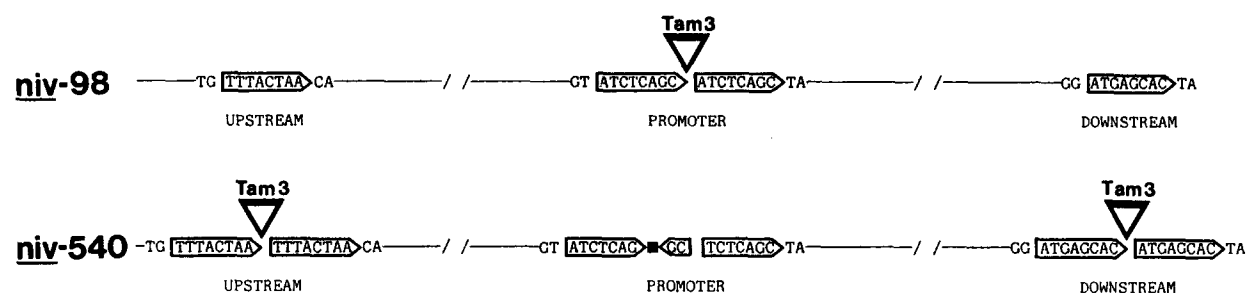 Tam3
niv-98 TG TTTACTAA CA // GT ATCTCAGC ATCTCAGC TA // GG ATGAGCAC TA
UPSTREAM PROMOTER DOWNSTREAM
Tam3 Tam3
niv-540 -TG TTTACTAA TTTACTAA CA // GT ATCTCAG GC TCTCAGC TA // GG ATGAGCAC ATGAGCAC TA
UPSTREAM PROMOTER DOWNSTREAM